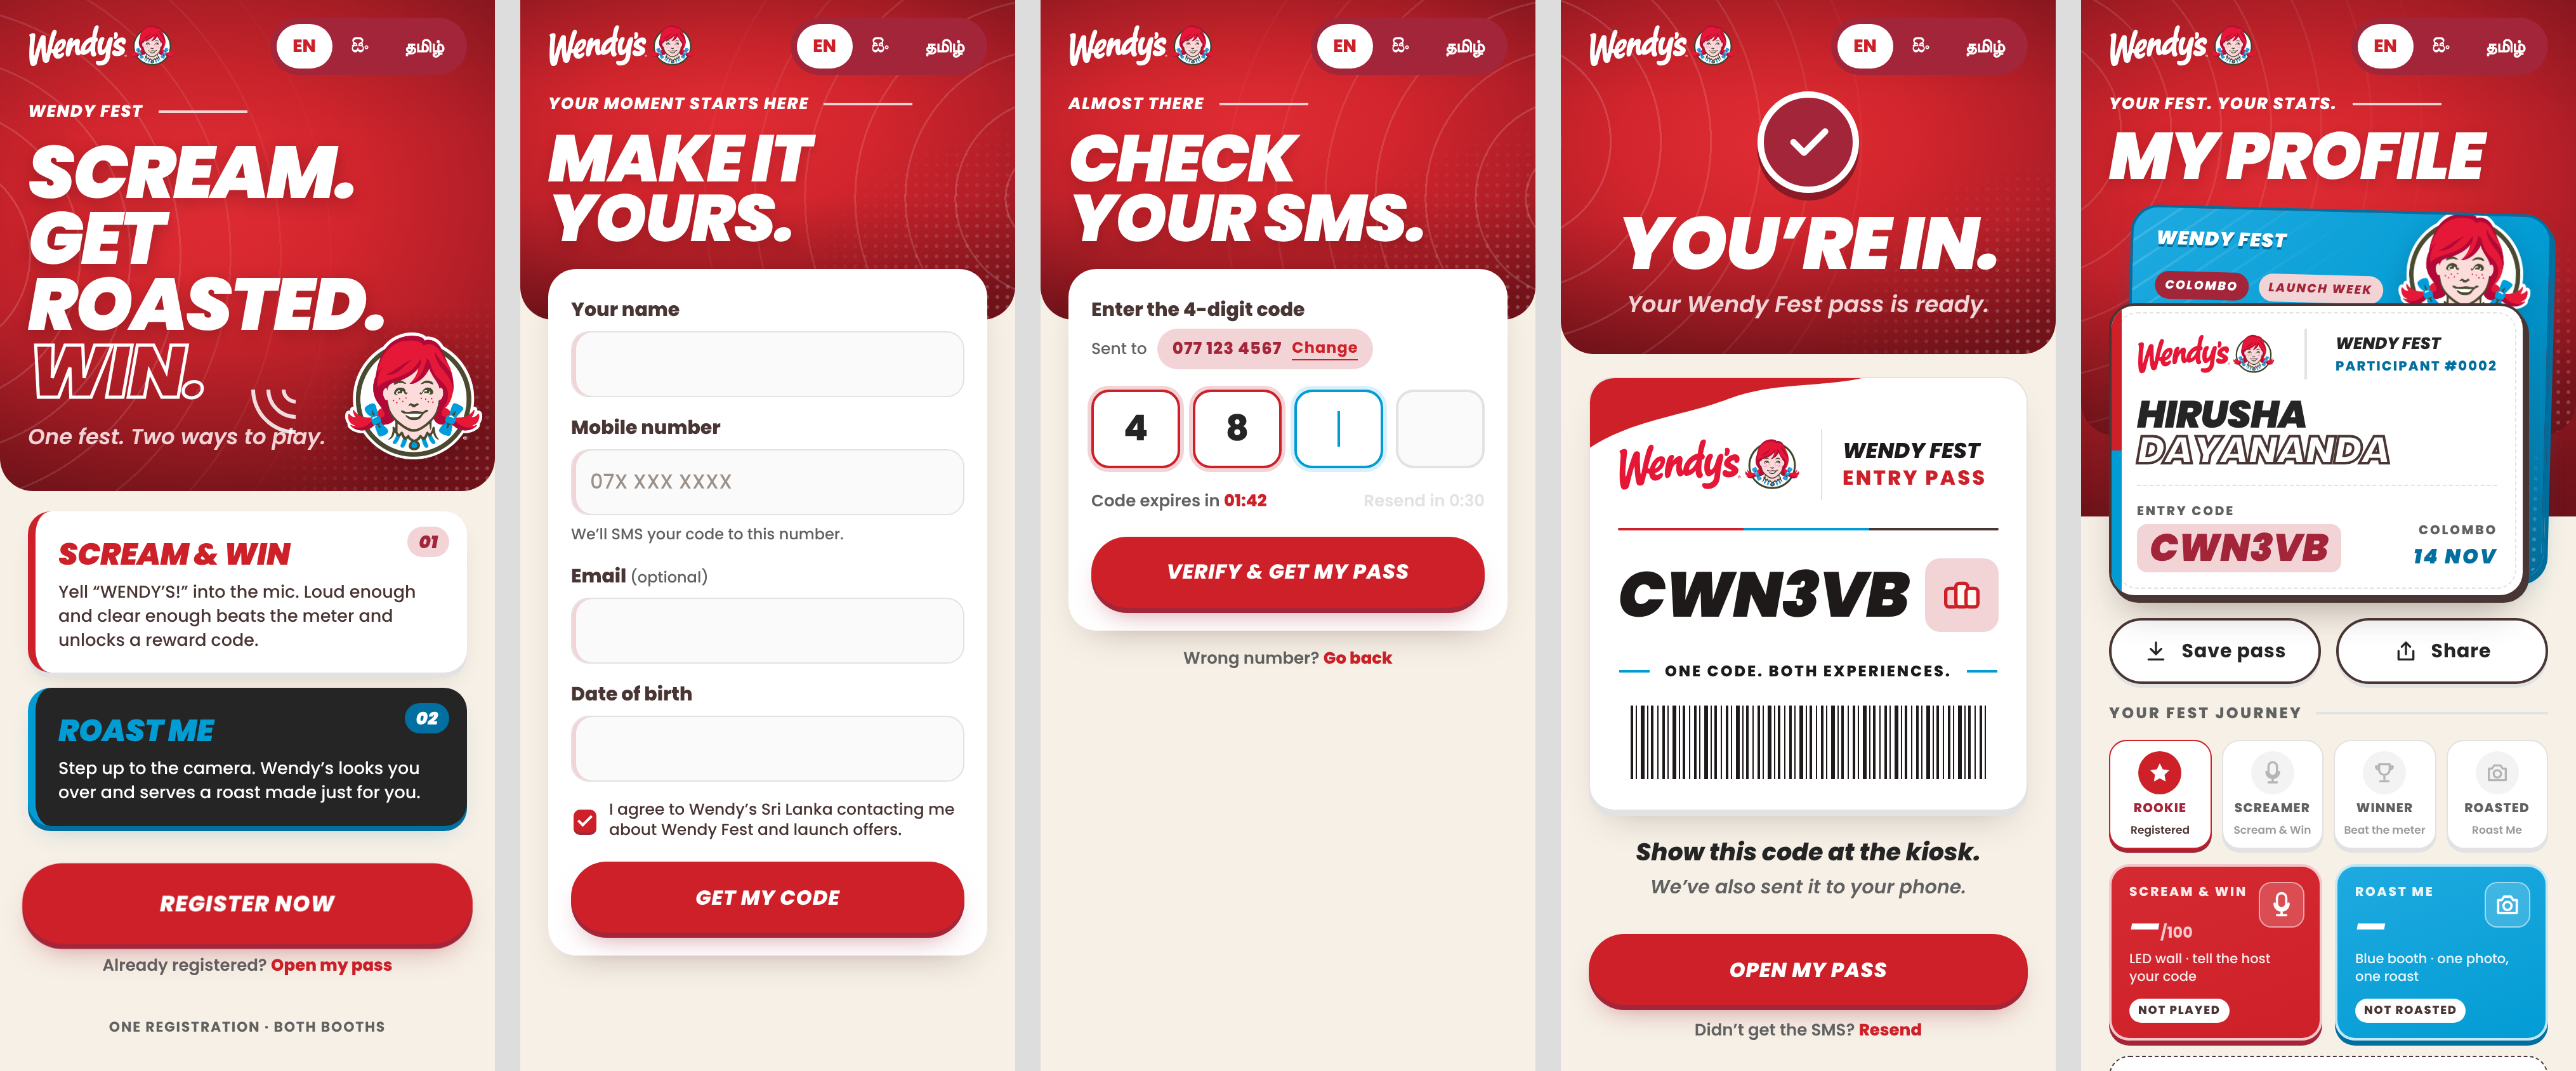 Wendy's
EN සිං தமிழ்
WENDY FEST
SCREAM.
GET
ROASTED.
WIN.
One fest. Two ways to play.
SCREAM & WIN
01
Yell “WENDY’S!” into the mic. Loud enough
and clear enough beats the meter and
unlocks a reward code.
ROAST ME
02
Step up to the camera. Wendy’s looks you
over and serves a roast made just for you.
REGISTER NOW
Already registered? Open my pass
ONE REGISTRATION · BOTH BOOTHS
Wendy's
EN සිං தமிழ்
YOUR MOMENT STARTS HERE
MAKE IT
YOURS.
Your name
Mobile number
07X XXX XXXX
We’ll SMS your code to this number.
Email (optional)
Date of birth
I agree to Wendy’s Sri Lanka contacting me
about Wendy Fest and launch offers.
GET MY CODE
Wendy's
EN සිං தமிழ்
ALMOST THERE
CHECK
YOUR SMS.
Enter the 4-digit code
Sent to 077 123 4567 Change
4 8
Code expires in 01:42
Resend in 0:30
VERIFY & GET MY PASS
Wrong number? Go back
Wendy's
EN සිං தமிழ்
YOU’RE IN.
Your Wendy Fest pass is ready.
Wendy's
WENDY FEST
ENTRY PASS
CWN3VB
ONE CODE. BOTH EXPERIENCES.
Show this code at the kiosk.
We’ve also sent it to your phone.
OPEN MY PASS
Didn’t get the SMS? Resend
Wendy's
EN සිං தமிழ்
YOUR FEST. YOUR STATS.
MY PROFILE
WENDY FEST
COLOMBO LAUNCH WEEK
Wendy's
WENDY FEST
PARTICIPANT #0002
HIRUSHA
DAYANANDA
ENTRY CODE
CWN3VB
COLOMBO
14 NOV
Save pass
Share
YOUR FEST JOURNEY
ROOKIE
Registered
SCREAMER
Scream & Win
WINNER
Beat the meter
ROASTED
Roast Me
SCREAM & WIN
–/100
LED wall · tell the host
your code
NOT PLAYED
ROAST ME
–
Blue booth · one photo,
one roast
NOT ROASTED